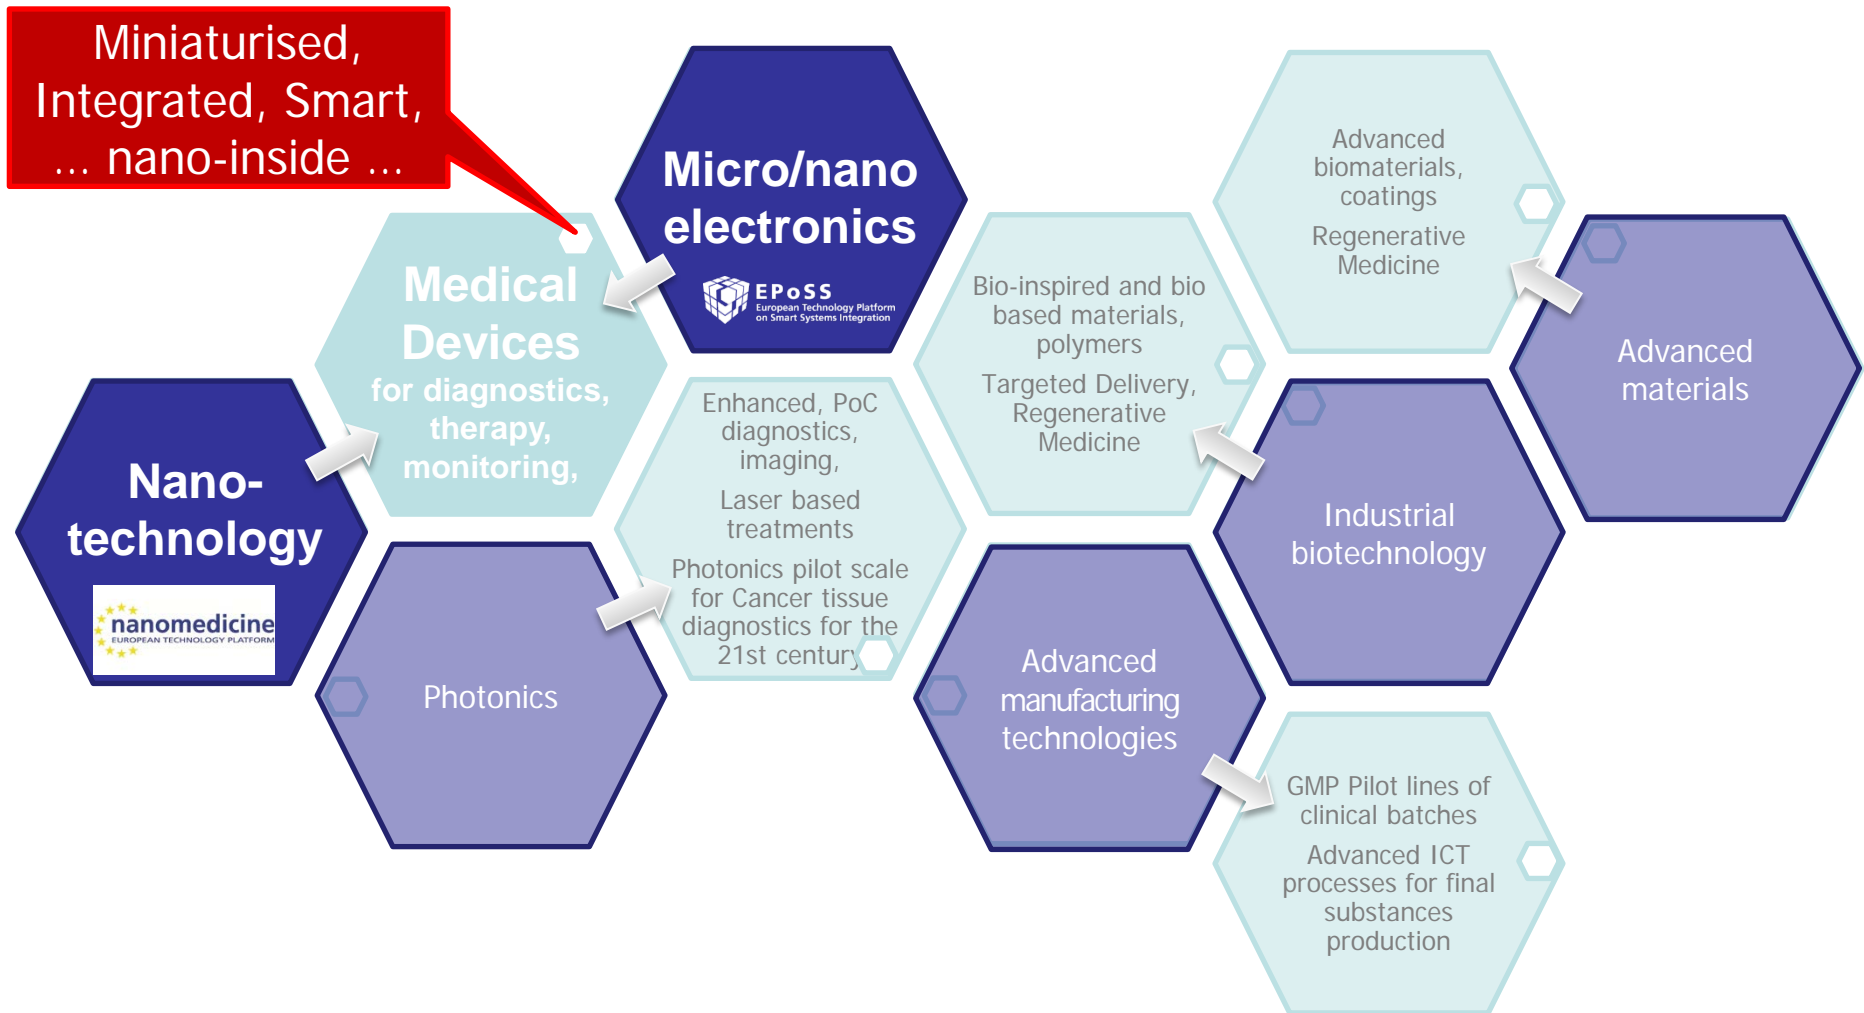 Miniaturised,
Integrated, Smart,
... nano-inside ...
Micro/nano
electronics
EPoSS
European Technology Platform
on Smart Systems Integration
Medical
Devices
for diagnostics,
therapy,
monitoring,
Nano-
technology
nanomedicine
EUROPEAN TECHNOLOGY PLATFORM
Photonics
Enhanced, PoC
diagnostics,
imaging,
Laser based
treatments
Photonics pilot scale
for Cancer tissue
diagnostics for the
21st century
Bio-inspired and bio
based materials,
polymers
Targeted Delivery,
Regenerative
Medicine
Advanced
manufacturing
technologies
Advanced
biomaterials,
coatings
Regenerative
Medicine
Industrial
biotechnology
Advanced
materials
GMP Pilot lines of
clinical batches
Advanced ICT
processes for final
substances
production